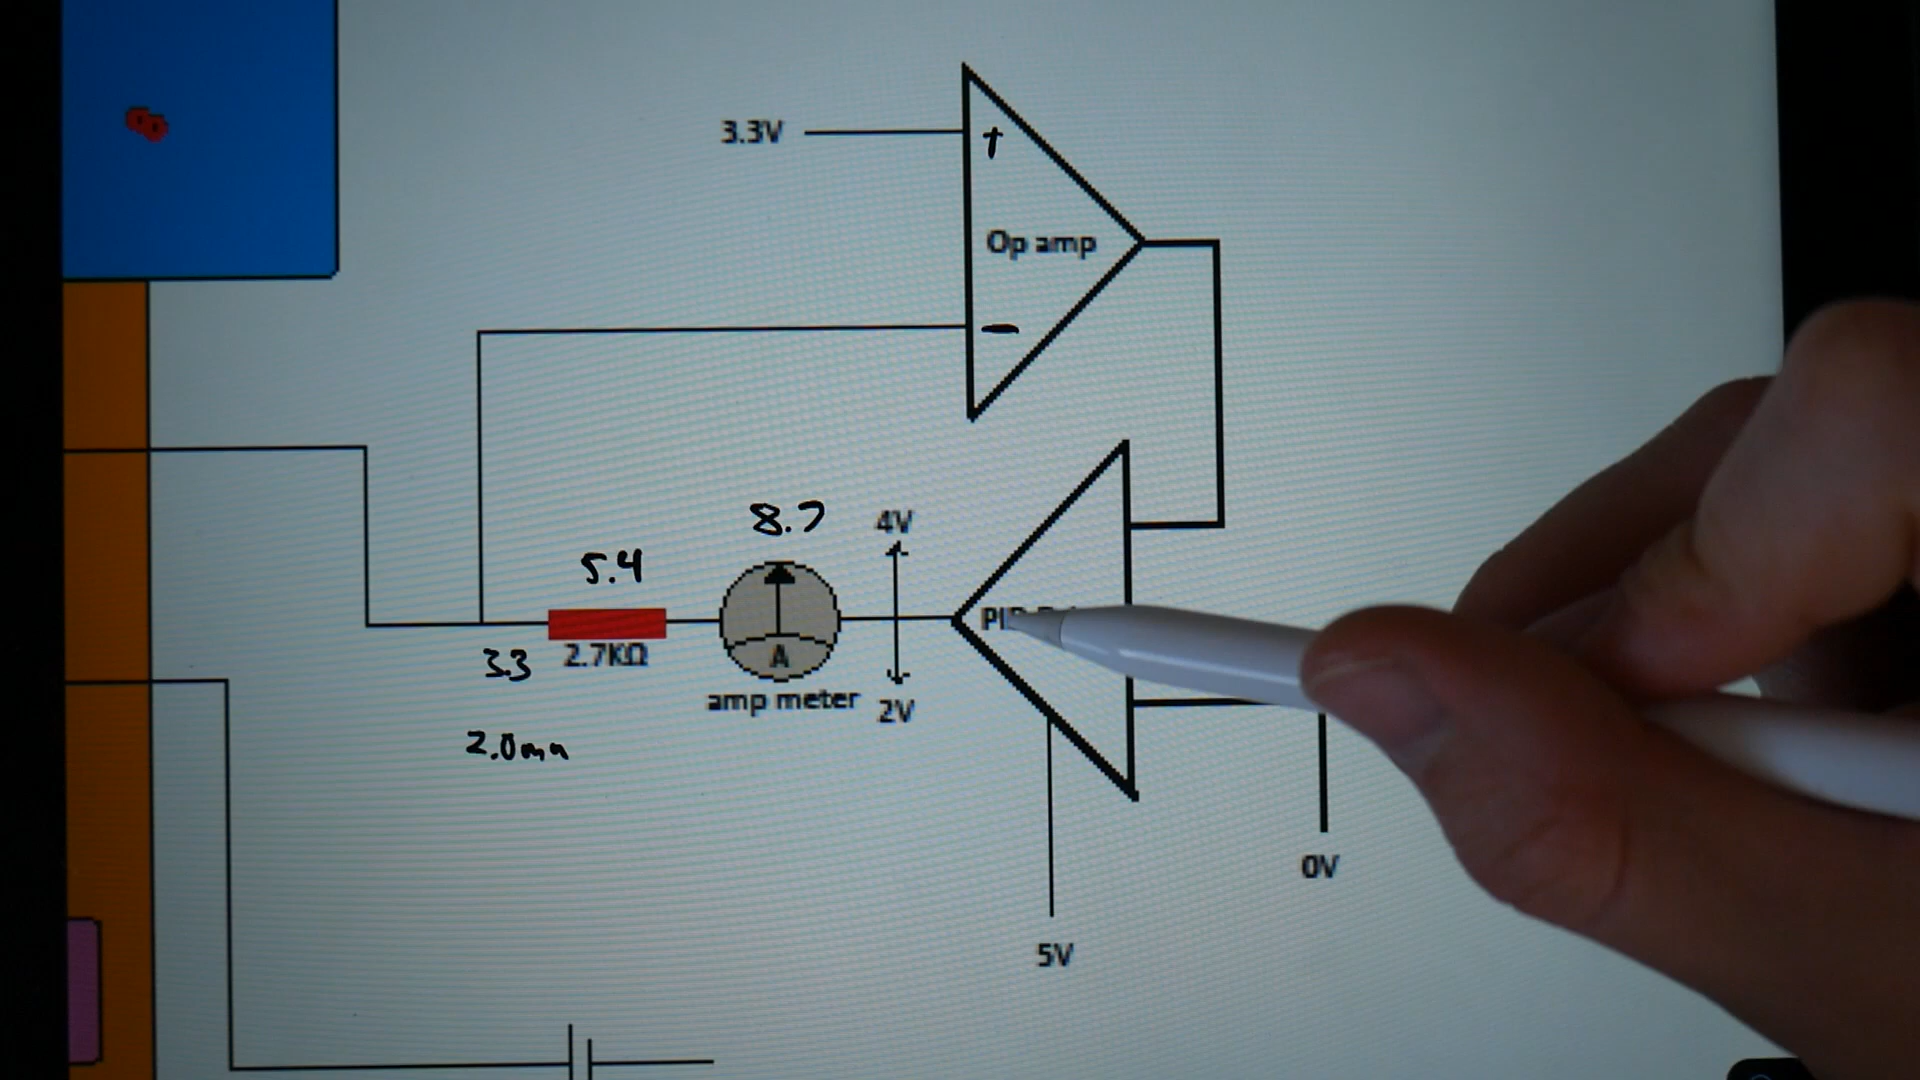 3.3V
+
Op amp
−
8.7
4V
5.4
3.3
2.7KΩ
A
amp meter
2V
2.0mA
0V
5V